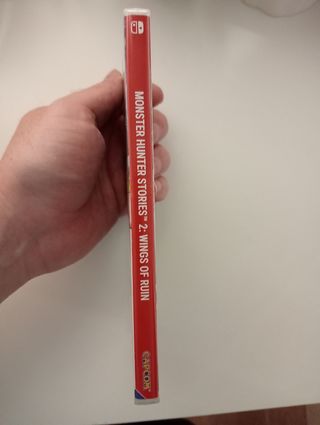 MONSTER HUNTER STORIES™ 2: WINGS OF RUIN
CAPCOM